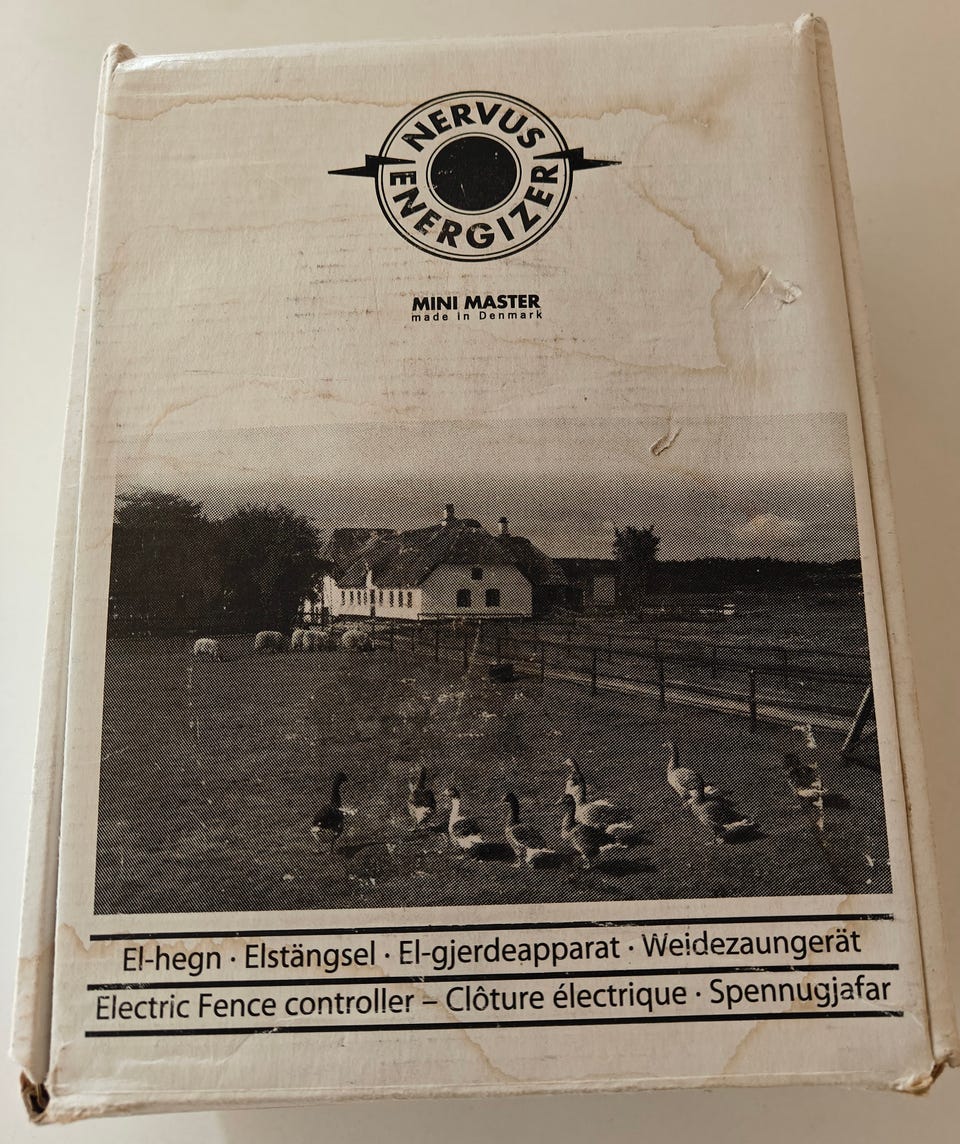 NERVUS
ENERGIZER
MINI MASTER
made in Denmark
El-hegn · Elstängsel · El-gjerdeapparat · Weidezaungerät
Electric Fence controller – Clôture électrique · Spennugjafar